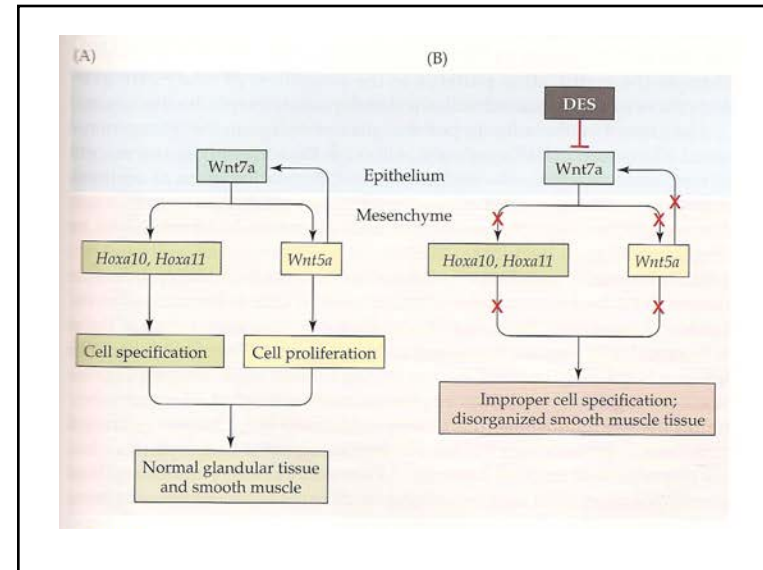 (A)
Wnt7a
Epithelium
Mesenchyme
Hoxa10, Hoxa11
Wnt5a
Cell specification
Cell proliferation
Normal glandular tissue
and smooth muscle
(B)
DES
Wnt7a
X
X
X
Hoxa10, Hoxa11
Wnt5a
X
X
Improper cell specification;
disorganized smooth muscle tissue